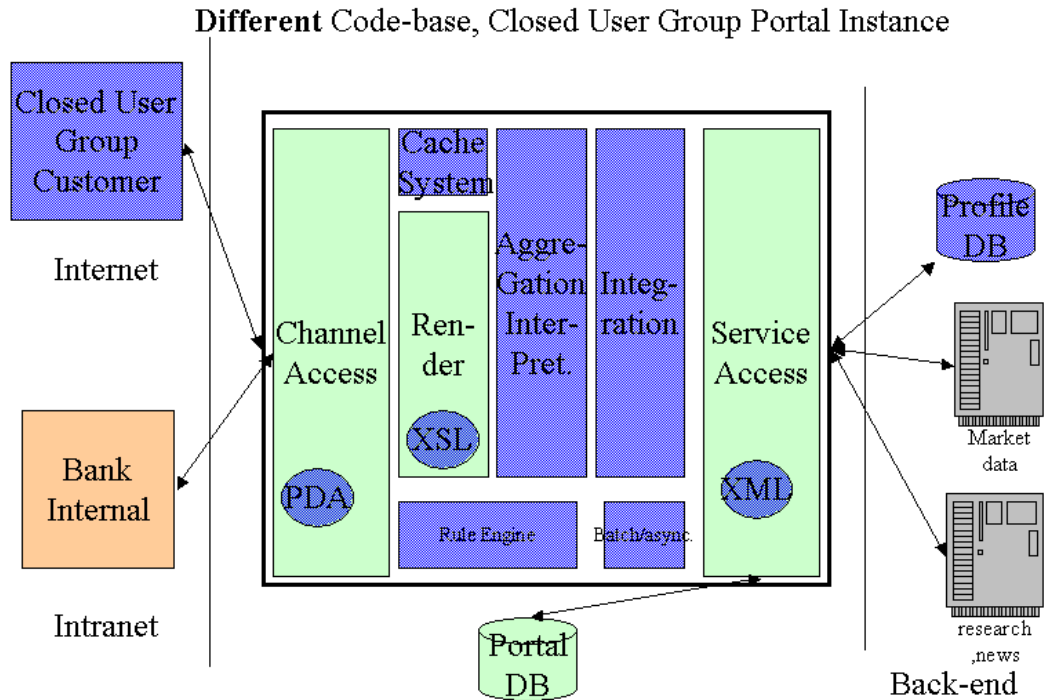 Different Code-base, Closed User Group Portal Instance
Closed User
Group
Customer
Internet
Bank
Internal
Intranet
Channel
Access
PDA
Cache
System
Ren-
der
XSL
Aggre-
Gation
Inter-
Pret.
Integ-
ration
Rule Engine
Batch/async.
Service
Access
XML
Portal
DB
Profile
DB
Market
data
research
,news
Back-end